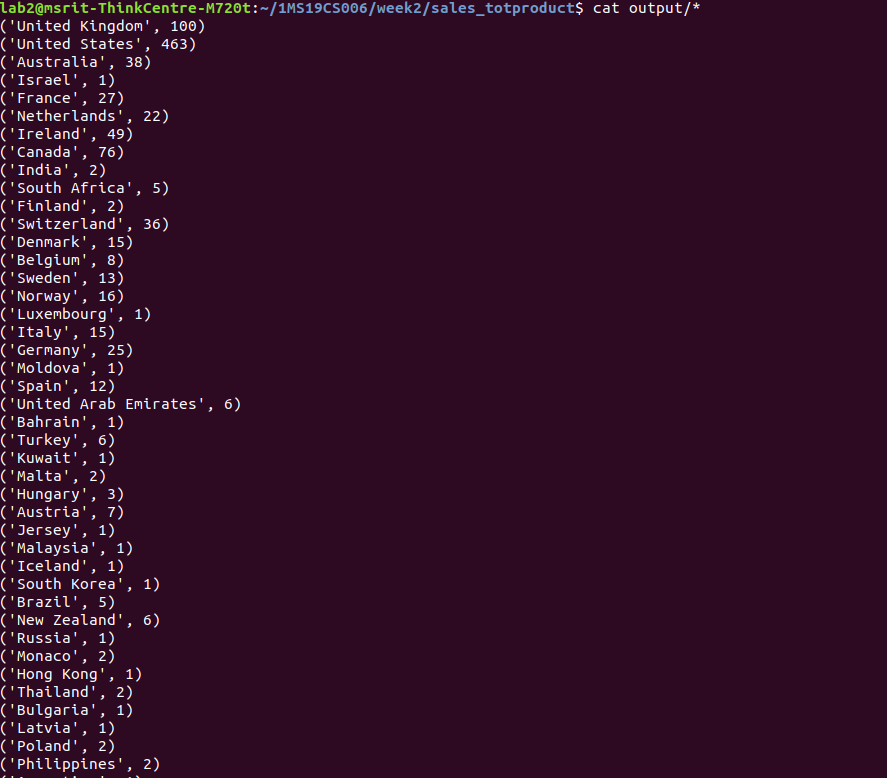 lab2@msrit-ThinkCentre-M720t:~/1MS19CS006/week2/sales_totproduct$ cat output/*
('United Kingdom', 100)
('United States', 463)
('Australia', 38)
('Israel', 1)
('France', 27)
('Netherlands', 22)
('Ireland', 49)
('Canada', 76)
('India', 2)
('South Africa', 5)
('Finland', 2)
('Switzerland', 36)
('Denmark', 15)
('Belgium', 8)
('Sweden', 13)
('Norway', 16)
('Luxembourg', 1)
('Italy', 15)
('Germany', 25)
('Moldova', 1)
('Spain', 12)
('United Arab Emirates', 6)
('Bahrain', 1)
('Turkey', 6)
('Kuwait', 1)
('Malta', 2)
('Hungary', 3)
('Austria', 7)
('Jersey', 1)
('Malaysia', 1)
('Iceland', 1)
('South Korea', 1)
('Brazil', 5)
('New Zealand', 6)
('Russia', 1)
('Monaco', 2)
('Hong Kong', 1)
('Thailand', 2)
('Bulgaria', 1)
('Latvia', 1)
('Poland', 2)
('Philippines', 2)